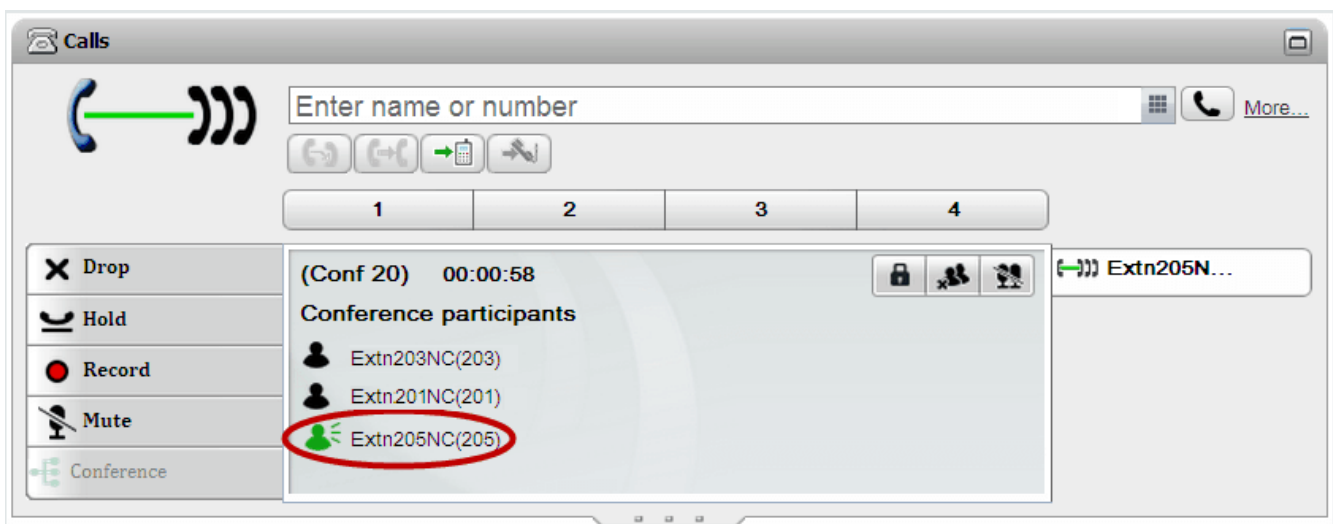 Calls
Enter name or number
More...
1 2 3 4
Drop
Hold
Record
Mute
Conference
(Conf 20) 00:00:58
Conference participants
Extn203NC(203)
Extn201NC(201)
Extn205NC(205)
Extn205N...